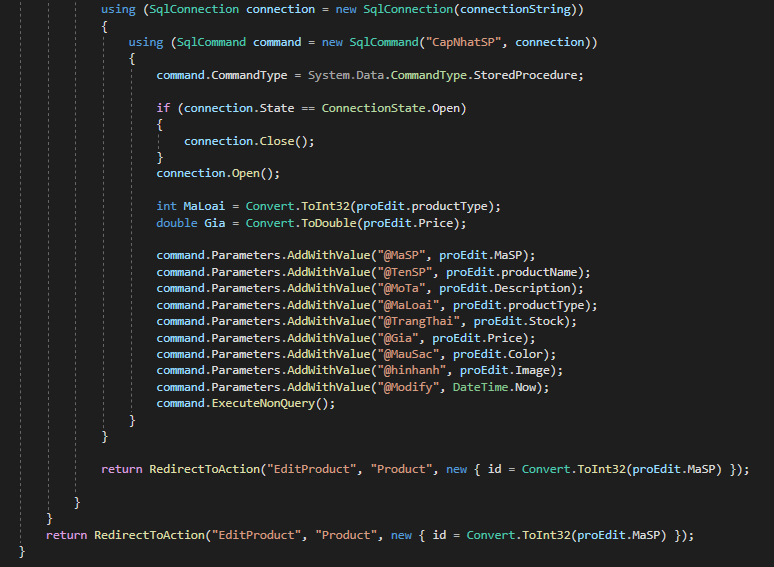 using (SqlConnection connection = new SqlConnection(connectionString))
{
using (SqlCommand command = new SqlCommand("CapNhatSP", connection))
{
command.CommandType = System.Data.CommandType.StoredProcedure;
if (connection.State == ConnectionState.Open)
{
connection.Close();
}
connection.Open();
int MaLoai = Convert.ToInt32(proEdit.productType);
double Gia = Convert.ToDouble(proEdit.Price);
command.Parameters.AddWithValue("@MaSP", proEdit.MaSP);
command.Parameters.AddWithValue("@TenSP", proEdit.productName);
command.Parameters.AddWithValue("@MoTa", proEdit.Description);
command.Parameters.AddWithValue("@MaLoai", proEdit.productType);
command.Parameters.AddWithValue("@TrangThai", proEdit.Stock);
command.Parameters.AddWithValue("@Gia", proEdit.Price);
command.Parameters.AddWithValue("@MauSac", proEdit.Color);
command.Parameters.AddWithValue("@hinhanh", proEdit.Image);
command.Parameters.AddWithValue("@Modify", DateTime.Now);
command.ExecuteNonQuery();
}
}
return RedirectToAction("EditProduct", "Product", new { id = Convert.ToInt32(proEdit.MaSP) });
}
}
return RedirectToAction("EditProduct", "Product", new { id = Convert.ToInt32(proEdit.MaSP) });
}